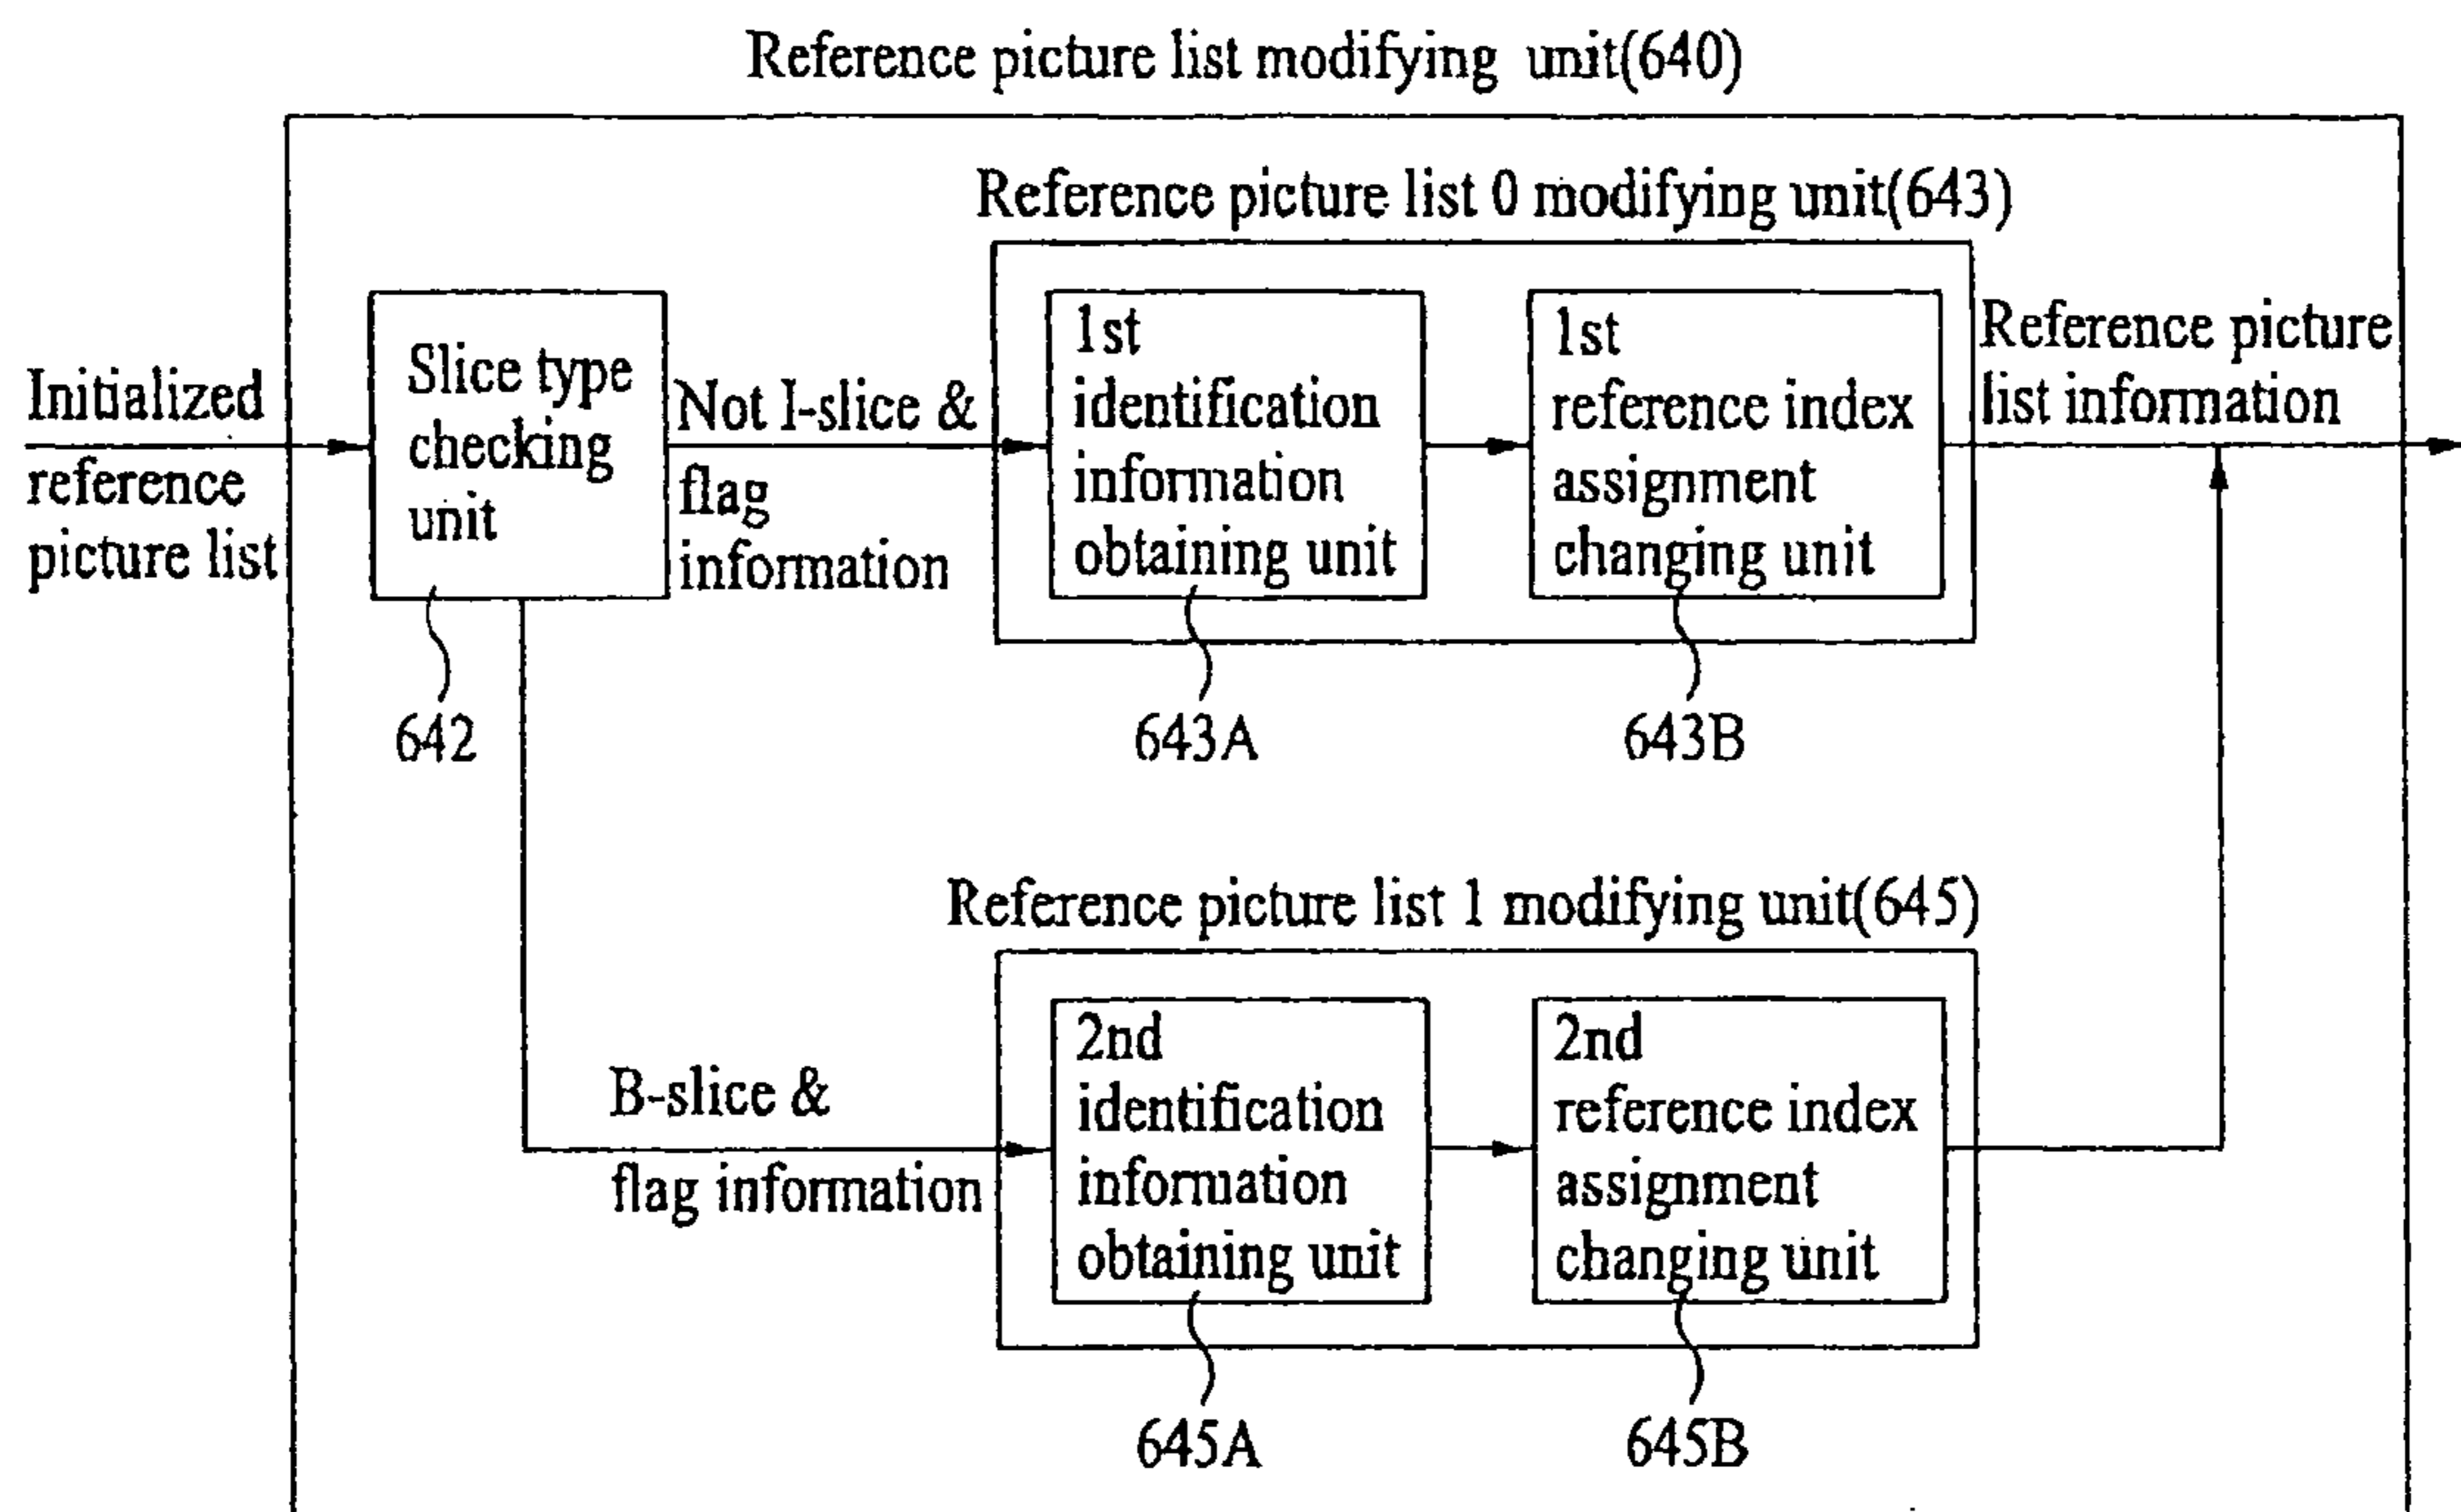 Reference picture list modifying unit(640)
Reference picture list 0 modifying unit(643)
Initialized
reference
picture list
Slice type
checking
unit
642
Not I-slice &
flag
information
1st
identification
information
obtaining unit
643A
1st
reference index
assignment
changing unit
643B
Reference picture
list information
Reference picture list 1 modifying unit(645)
B-slice &
flag information
2nd
identification
information
obtaining unit
645A
2nd
reference index
assignment
changing unit
645B